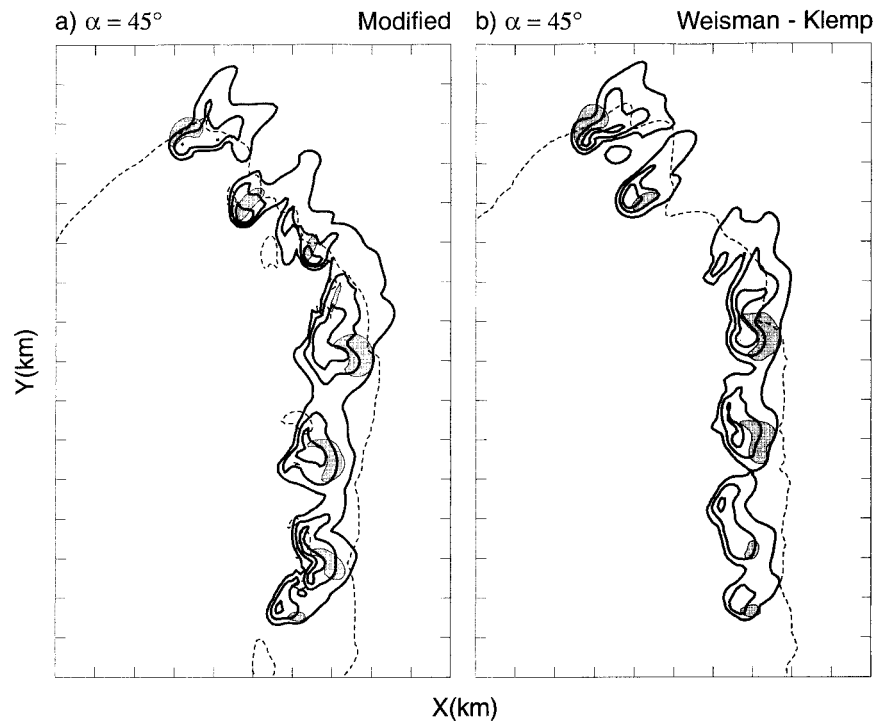 a) α = 45° Modified
b) α = 45° Weisman - Klemp
Y(km)
X(km)